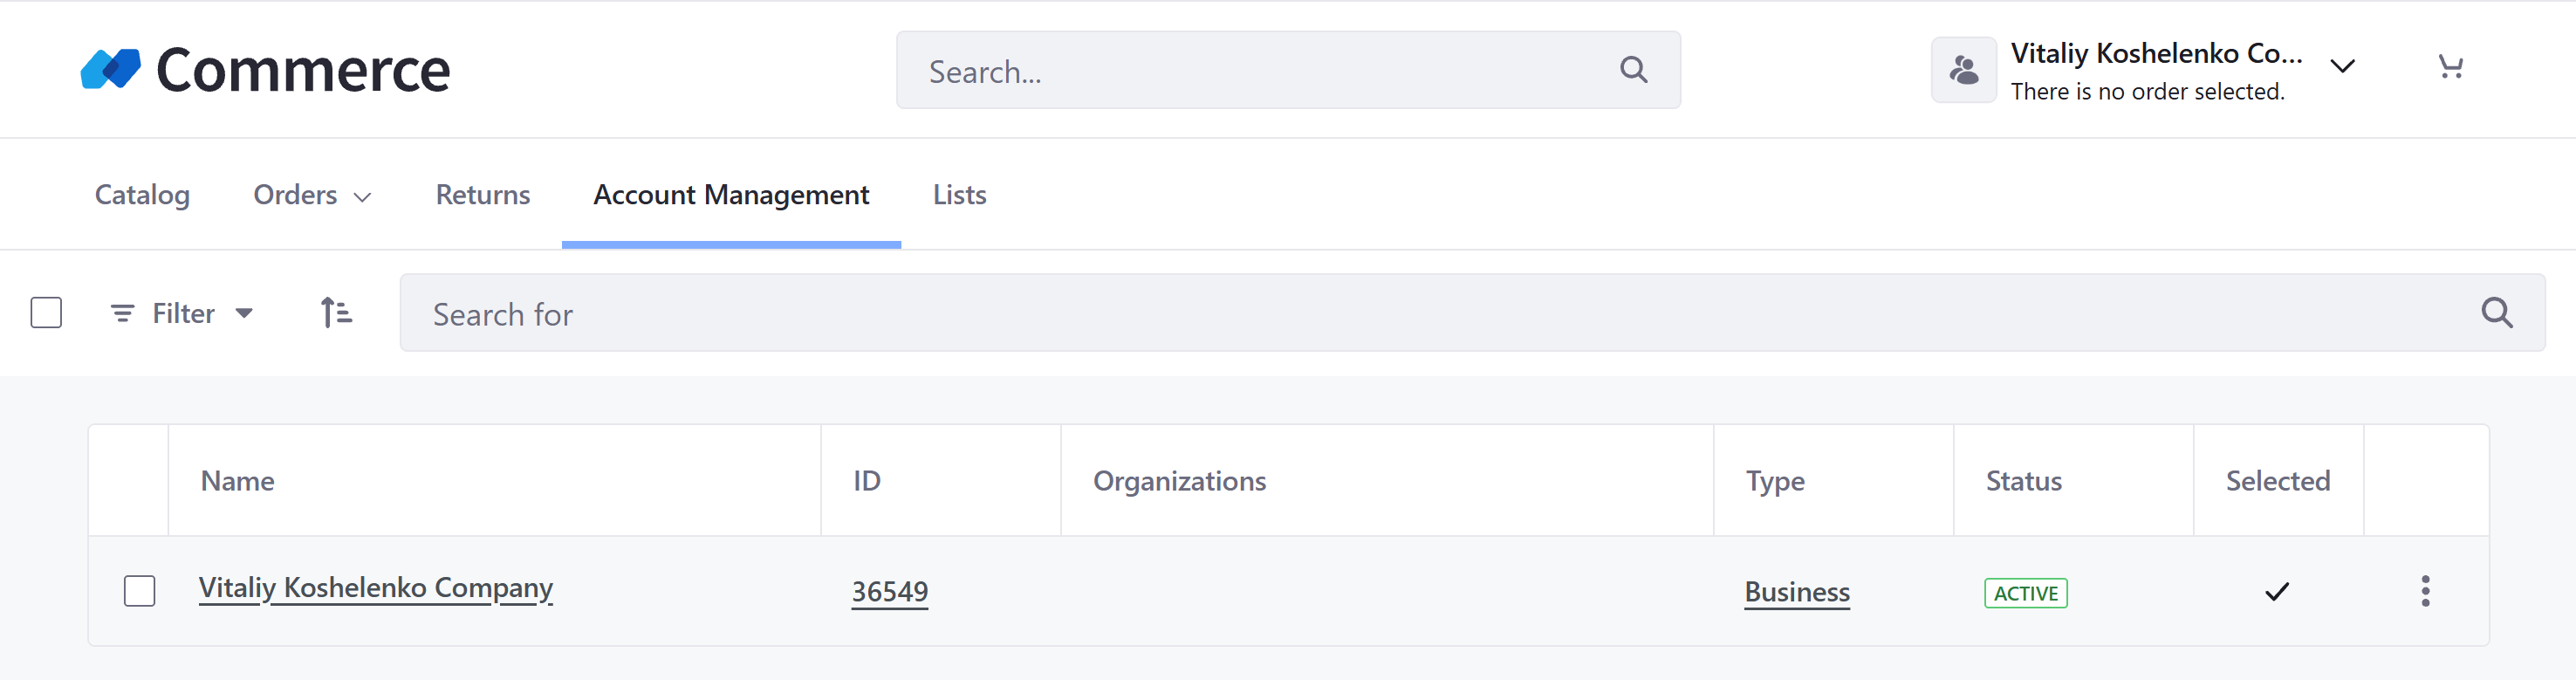 Commerce
Search...
Vitaliy Koshelenko Co...
There is no order selected.
Catalog Orders Returns Account Management Lists
Filter Search for
Name ID Organizations Type Status Selected
Vitaliy Koshelenko Company 36549 Business ACTIVE